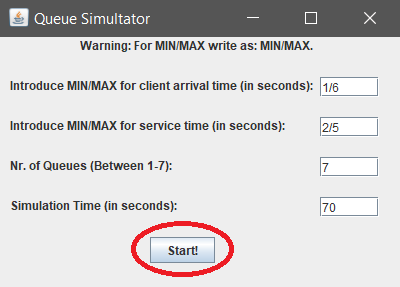 Queue Simultator
Warning: For MIN/MAX write as: MIN/MAX.
Introduce MIN/MAX for client arrival time (in seconds): 1/6
Introduce MIN/MAX for service time (in seconds): 2/5
Nr. of Queues (Between 1-7): 7
Simulation Time (in seconds): 70
Start!